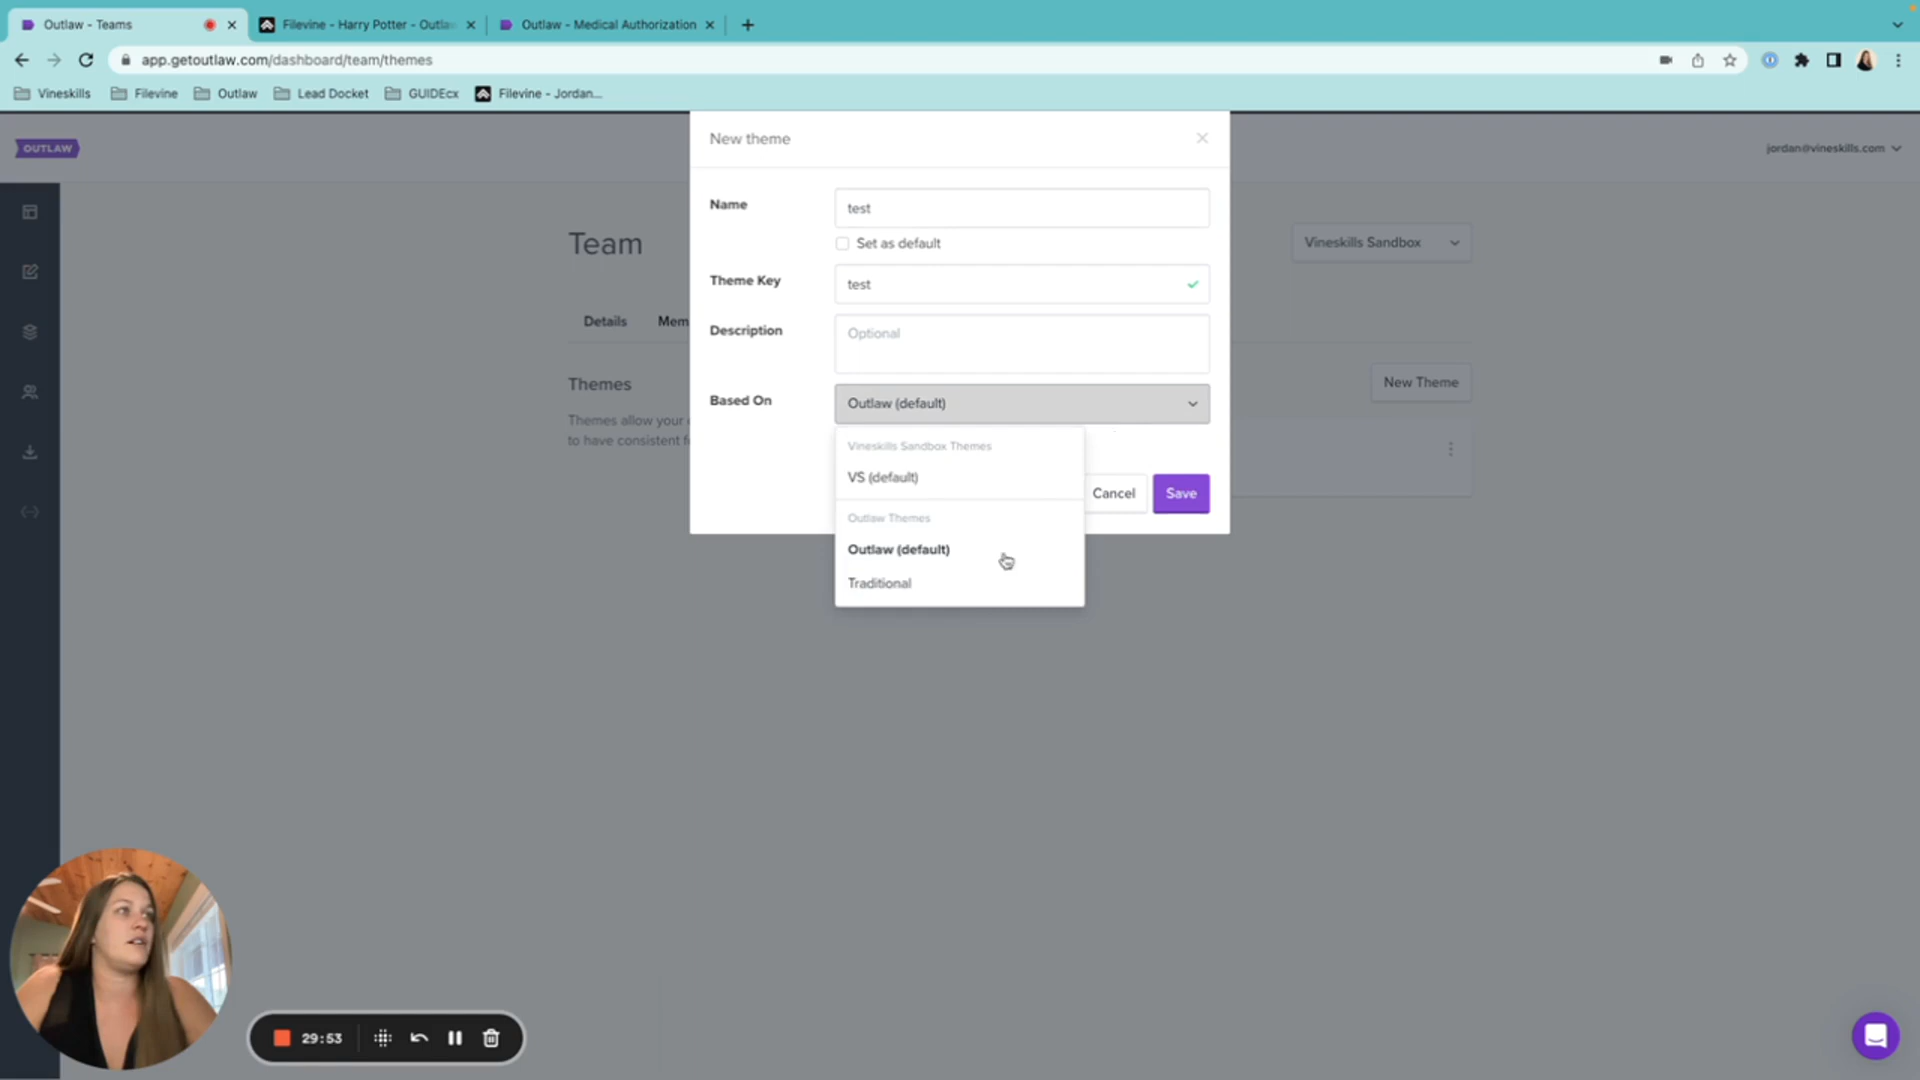 Outlaw - Teams
Filevine - Harry Potter - Outla
Outlaw - Medical Authorization
app.getoutlaw.com/dashboard/team/themes
Vineskills
Filevine
Outlaw
Lead Docket
GUIDEcx
Filevine - Jordan...
OUTLAW
jordan@vineskills.com
New theme
Name
test
Set as default
Theme Key
test
Description
Optional
Based On
Outlaw (default)
Vineskills Sandbox Themes
VS (default)
Outlaw Themes
Outlaw (default)
Traditional
Cancel
Save
Team
Vineskills Sandbox
Details
Mem
Themes
New Theme
Themes allow your
to have consistent f
29:53